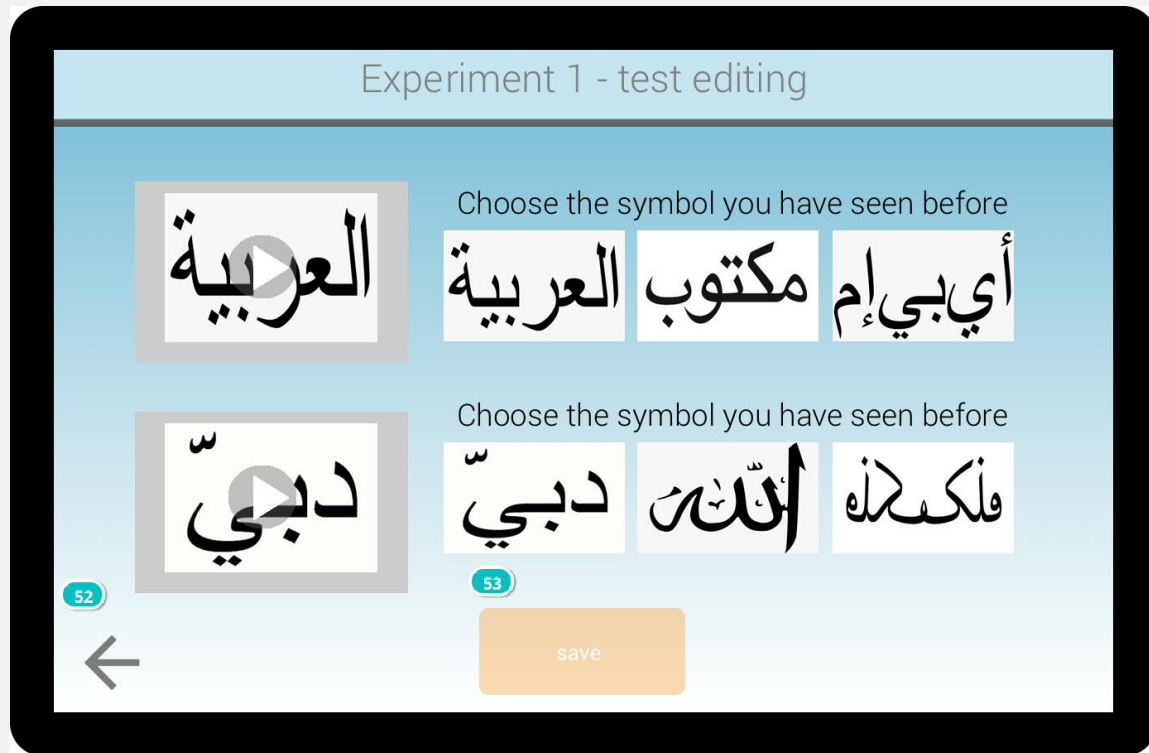 Experiment 1 - test editing
العربية
Choose the symbol you have seen before
العربية مكتوب أي‌بي‌إم
دبيّ
Choose the symbol you have seen before
دبيّ الله
52
53
save